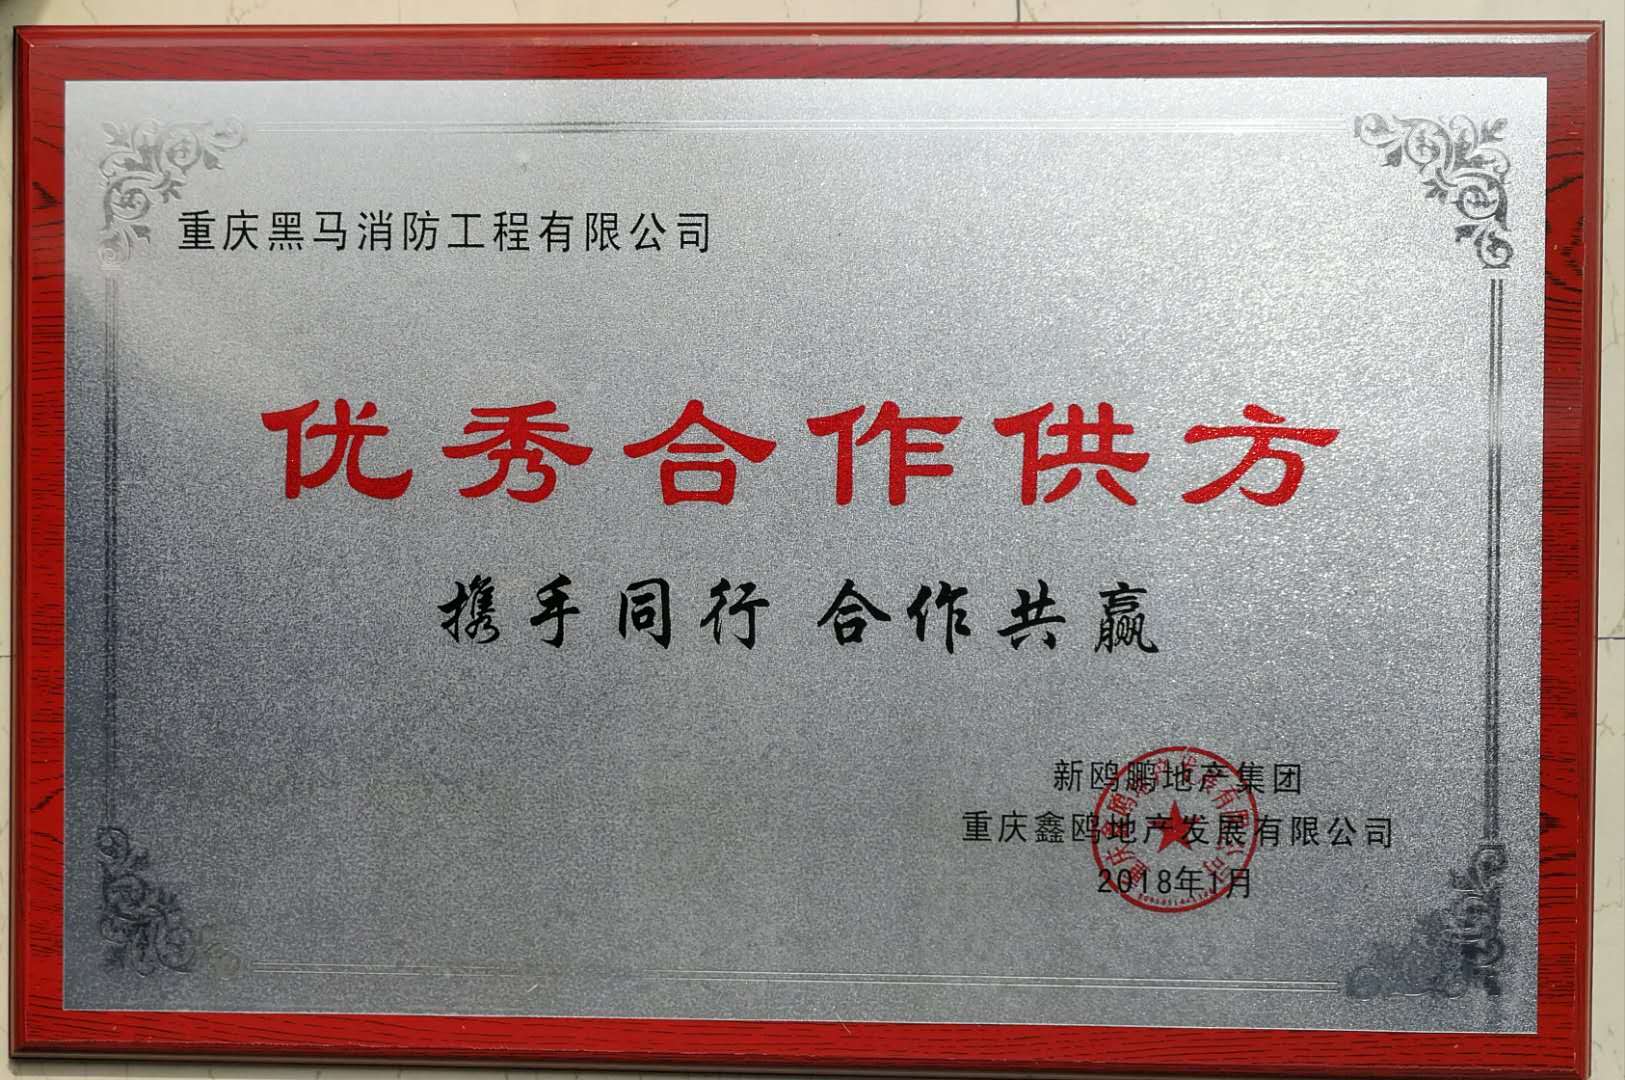 重庆黑马消防工程有限公司
优秀合作供方
携手同行 合作共赢
新鸥鹏地产集团
重庆鑫鸥地产发展有限公司
2018年1月